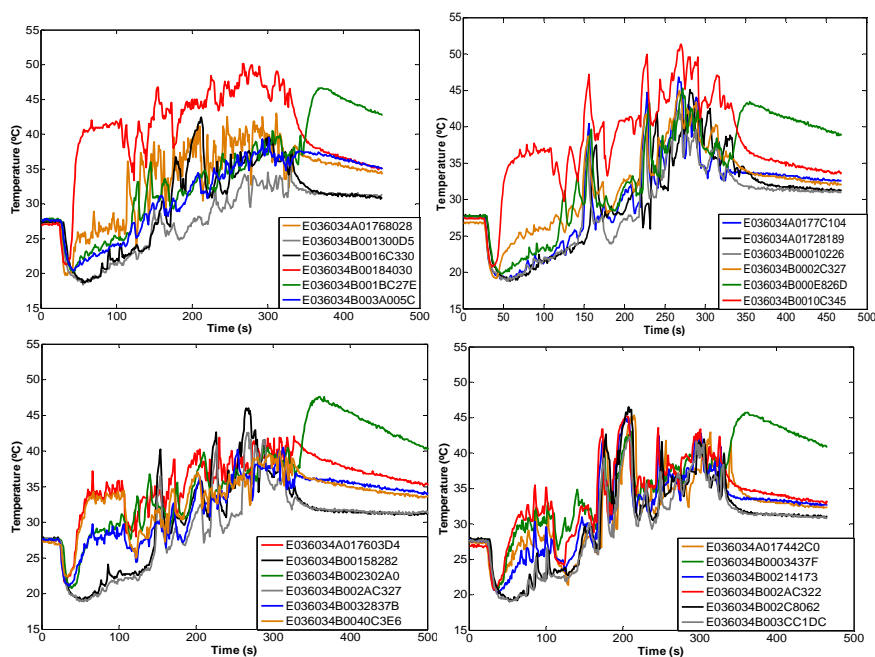 55
50
45
40
35
30
25
20
15
Temperature (ºC)
E036034A01768028
E036034B001300D5
E036034B0016C330
E036034B00184030
E036034B001BC27E
E036034B003A005C
0 100 200 300 400 500
Time (s)
55
50
45
40
35
30
25
20
15
Temperature (ºC)
E036034A0177C104
E036034A01728189
E036034B00010226
E036034B0002C327
E036034B000E826D
E036034B0010C345
0 50 100 150 200 250 300 350 400 450 500
Time (s)
55
50
45
40
35
30
25
20
15
Temperature (ºC)
E036034A017603D4
E036034B00158282
E036034B002302A0
E036034B002AC327
E036034B0032837B
E036034B0040C3E6
0 100 200 300 400 500
Time (s)
55
50
45
40
35
30
25
20
15
Temperature (ºC)
E036034A017442C0
E036034B0003437F
E036034B00214173
E036034B002AC322
E036034B002C8062
E036034B003CC1DC
0 100 200 300 400 500
Time (s)